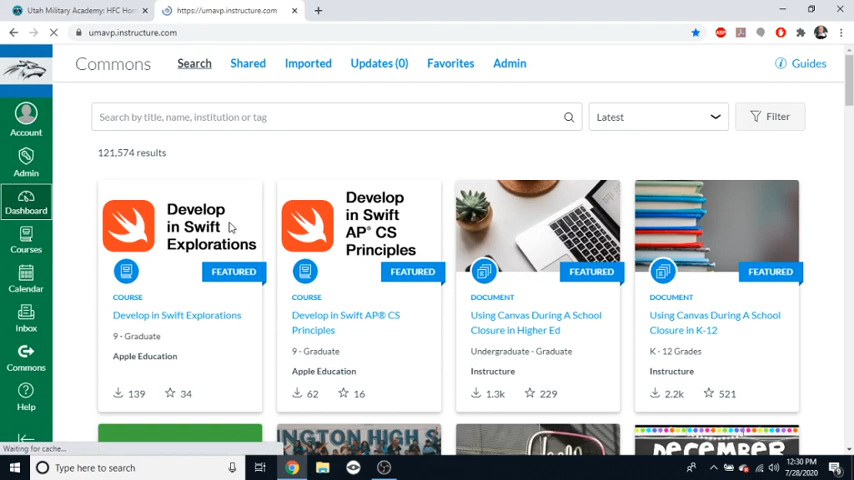 Utah Military Academy: HFC Hor
https://umavp.instructure.com
umavp.instructure.com
Commons
Search
Shared
Imported
Updates (0)
Favorites
Admin
Guides
Account
Admin
Dashboard
Courses
Calendar
Inbox
Commons
Help
Search by title, name, institution or tag
Latest
Filter
121,574 results
Develop
in Swift
Explorations
FEATURED
COURSE
Develop in Swift Explorations
9 - Graduate
Apple Education
139
34
Develop
in Swift
AP® CS
Principles
FEATURED
COURSE
Develop in Swift AP® CS
Principles
9 - Graduate
Apple Education
62
16
FEATURED
DOCUMENT
Using Canvas During A School
Closure in Higher Ed
Undergraduate - Graduate
Instructure
1.3k
229
FEATURED
DOCUMENT
Using Canvas During A School
Closure in K-12
K - 12 Grades
Instructure
2.2k
521
INGTON HIGH S
DECEMBER
Waiting for cache...
Type here to search
12:30 PM
7/28/2020